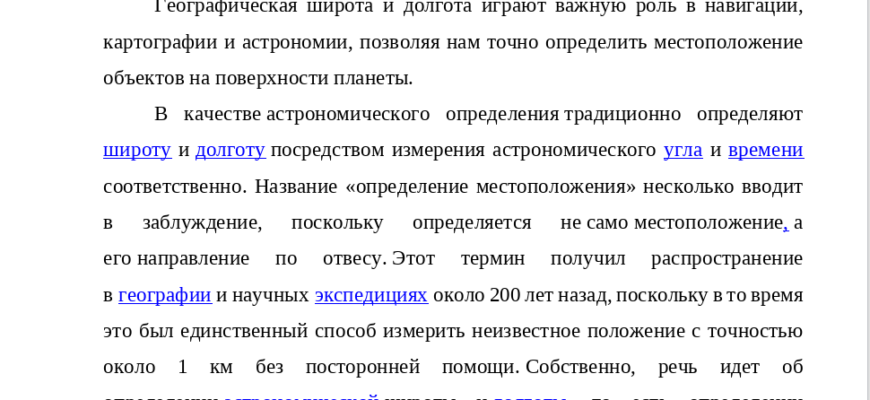 Географическая широта и долгота играют важную роль в навигации,
картографии и астрономии, позволяя нам точно определить местоположение
объектов на поверхности планеты.
В качестве астрономического определения традиционно определяют
широту и долготу посредством измерения астрономического угла и времени
соответственно. Название «определение местоположения» несколько вводит
в заблуждение, поскольку определяется не само местоположение, а
его направление по отвесу. Этот термин получил распространение
в географии и научных экспедициях около 200 лет назад, поскольку в то время
это был единственный способ измерить неизвестное положение с точностью
около 1 км без посторонней помощи. Собственно, речь идет об